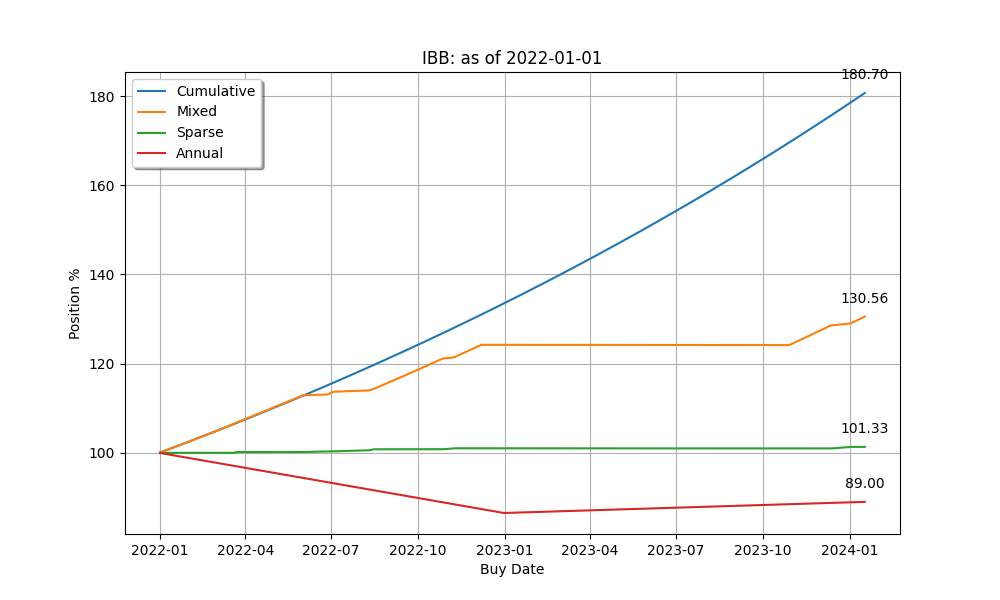 IBB: as of 2022-01-01
180.70
180
Cumulative
Mixed
Sparse
Annual
160
140
130.56
120
101.33
100
89.00
Position %
2022-01 2022-04 2022-07 2022-10 2023-01 2023-04 2023-07 2023-10 2024-01
Buy Date